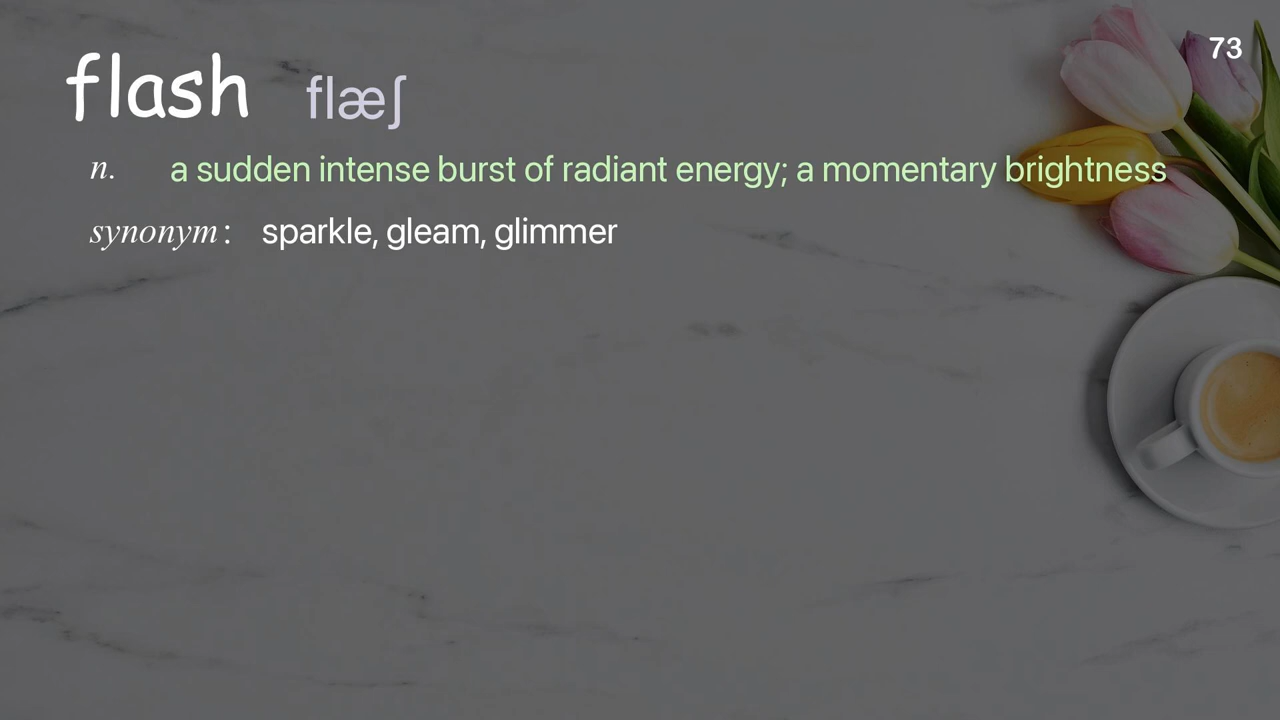 73
flash flæʃ
n. a sudden intense burst of radiant energy; a momentary brightness
synonym : sparkle, gleam, glimmer